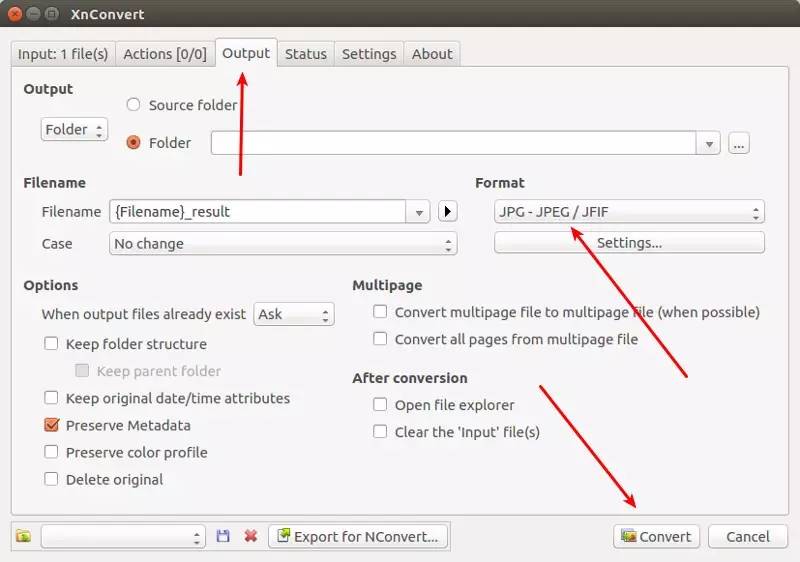 XnConvert
Input: 1 file(s) Actions [0/0] Output Status Settings About
Output
Folder
Source folder
Folder
...
Filename
Filename {Filename}_result
Case No change
Format
JPG - JPEG / JFIF
Settings...
Options
When output files already exist Ask
Keep folder structure
Keep parent folder
Keep original date/time attributes
Preserve Metadata
Preserve color profile
Delete original
Multipage
Convert multipage file to multipage file (when possible)
Convert all pages from multipage file
After conversion
Open file explorer
Clear the 'Input' file(s)
Export for NConvert...
Convert
Cancel